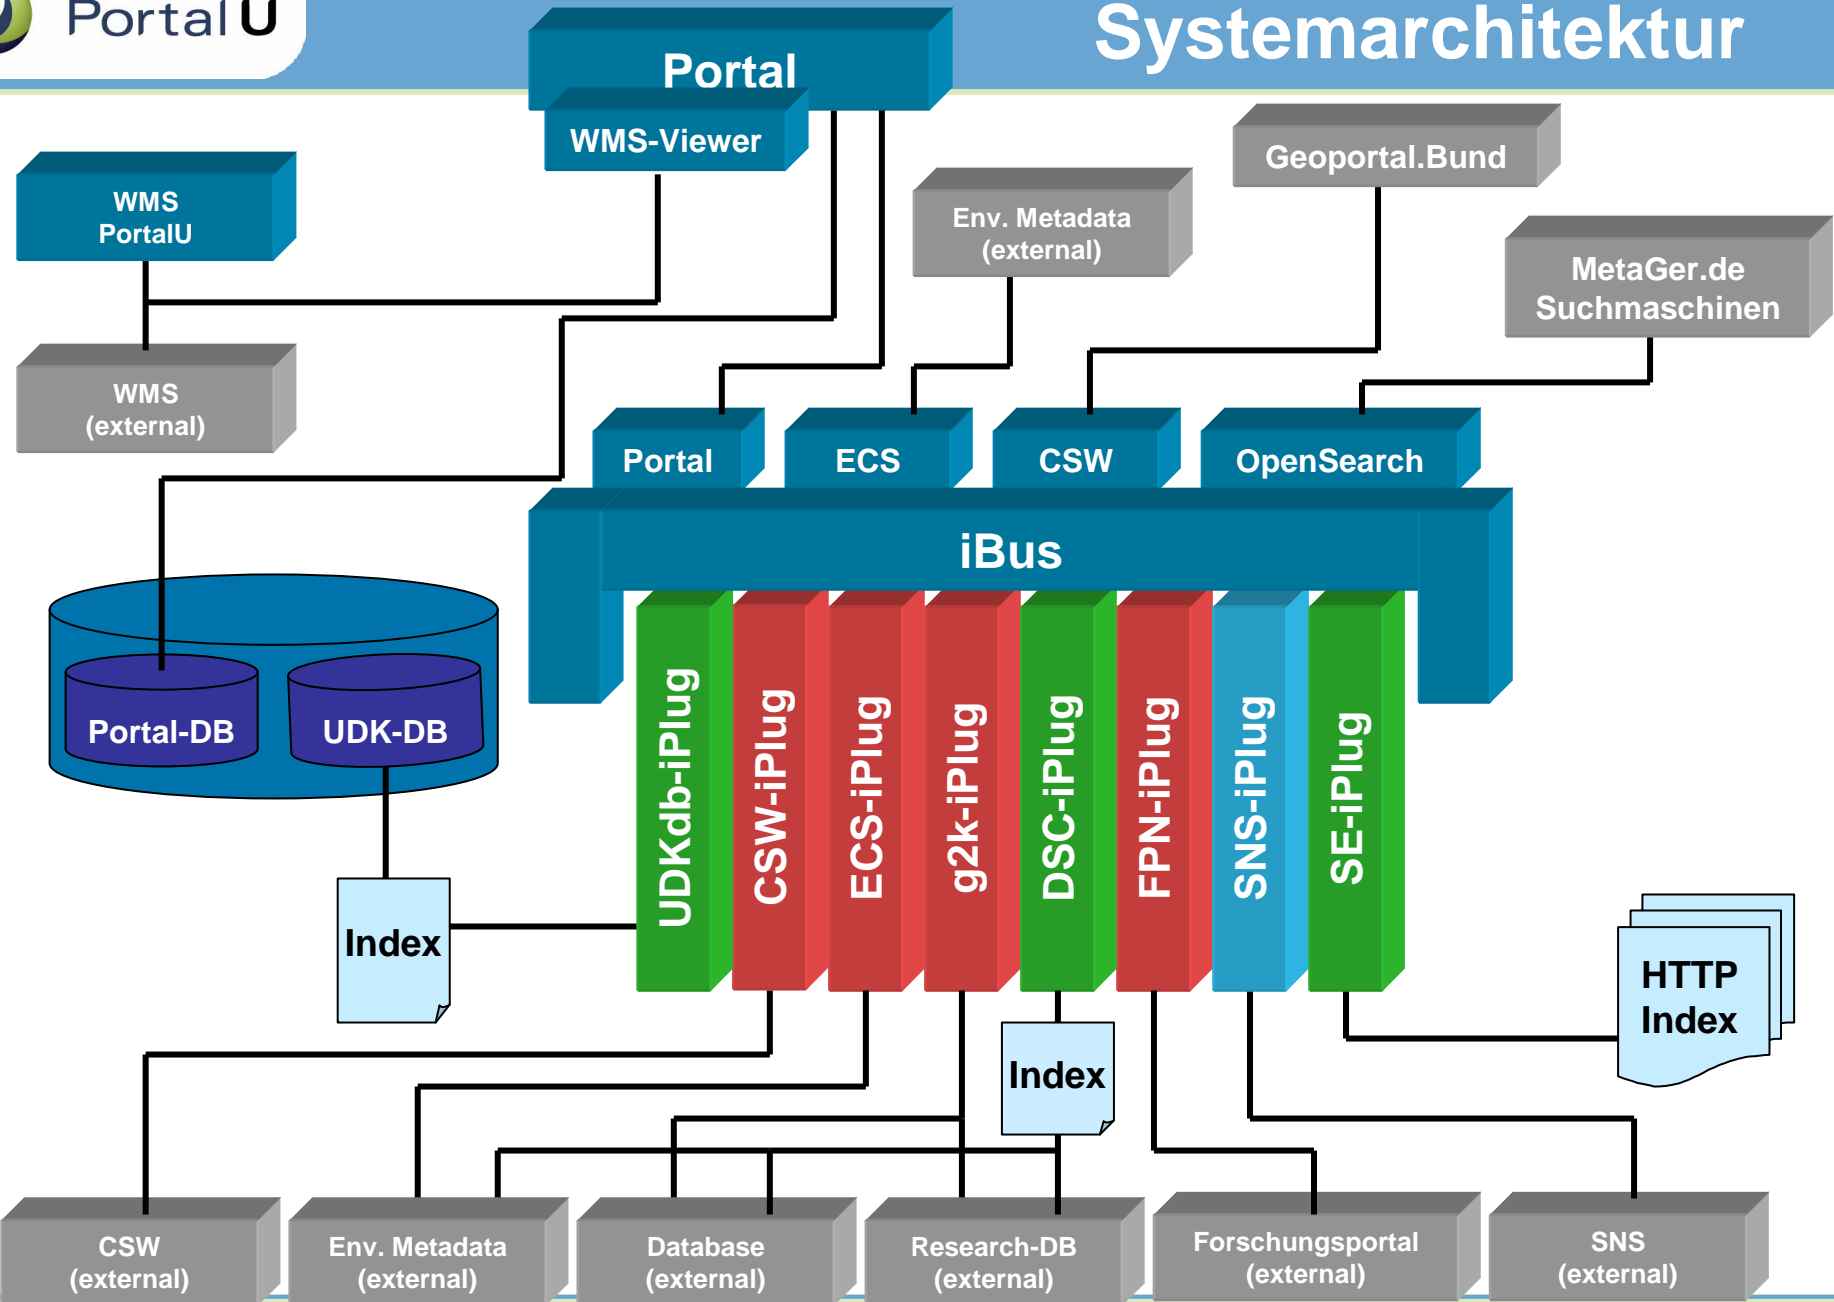 PortalU
Systemarchitektur
Portal
WMS-Viewer
WMS
PortalU
WMS
(external)
Env. Metadata
(external)
Geoportal.Bund
MetaGer.de
Suchmaschinen
Portal
ECS
CSW
OpenSearch
iBus
Portal-DB
UDK-DB
UDKdb-iPlug
CSW-iPlug
ECS-iPlug
g2k-iPlug
DSC-iPlug
FPN-iPlug
SNS-iPlug
SE-iPlug
Index
HTTP
Index
Index
CSW
(external)
Env. Metadata
(external)
Database
(external)
Research-DB
(external)
Forschungsportal
(external)
SNS
(external)